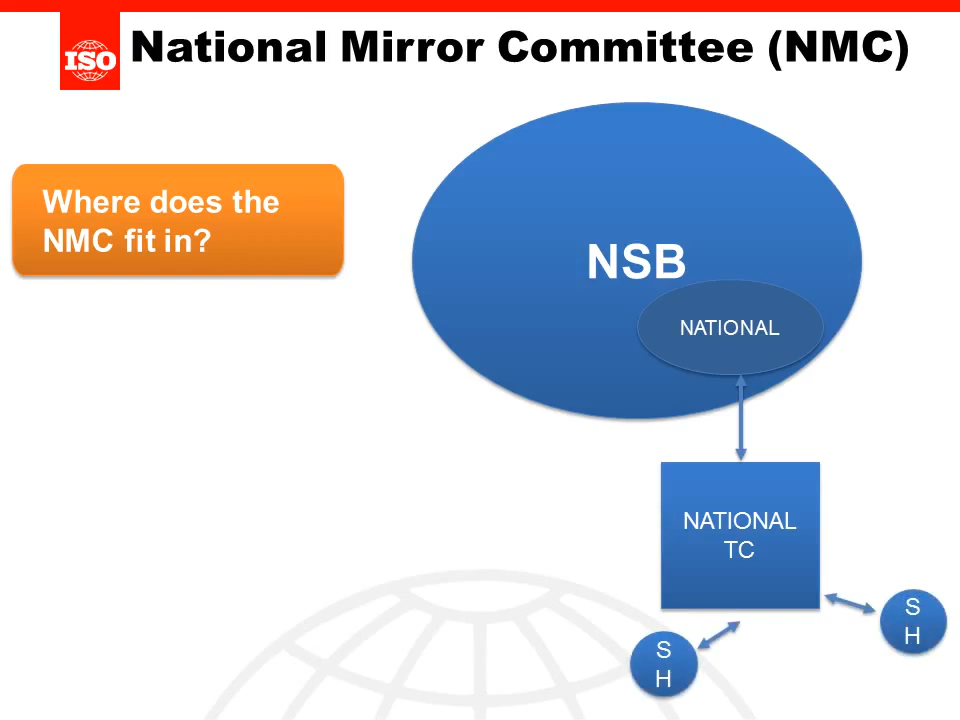 ISO
National Mirror Committee (NMC)
Where does the
NMC fit in?
NSB
NATIONAL
NATIONAL
TC
S
H
S
H